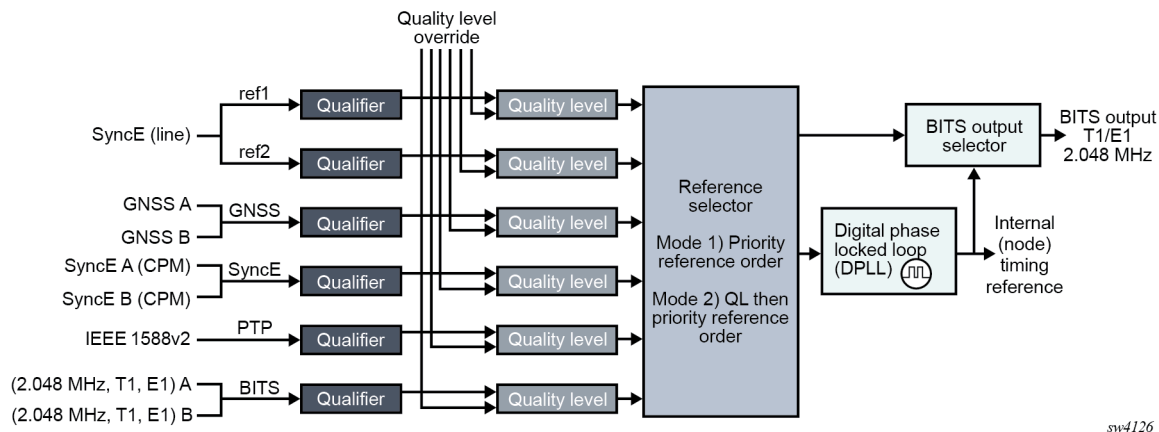 Quality level
override
SyncE (line)
ref1
Qualifier
Quality level
ref2
Qualifier
Quality level
GNSS A
GNSS B
GNSS
Qualifier
Quality level
SyncE A (CPM)
SyncE B (CPM)
SyncE
Qualifier
Quality level
IEEE 1588v2
PTP
Qualifier
Quality level
(2.048 MHz, T1, E1) A
(2.048 MHz, T1, E1) B
BITS
Qualifier
Quality level
Reference
selector
Mode 1) Priority
reference order
Mode 2) QL then
priority reference
order
BITS output
selector
BITS output
T1/E1
2.048 MHz
Digital phase
locked loop
(DPLL)
Internal
(node)
timing
reference
sw4126